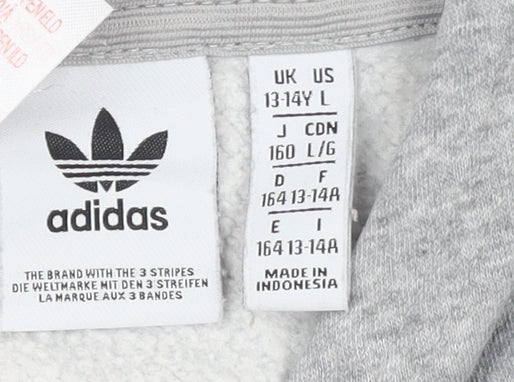 adidas
THE BRAND WITH THE 3 STRIPES
DIE WELTMARKE MIT DEN 3 STREIFEN
LA MARQUE AUX 3 BANDES
UK US
13-14Y L
J CDN
160 L/G
D F
164 13-14A
E I
164 13-14A
MADE IN
INDONESIA